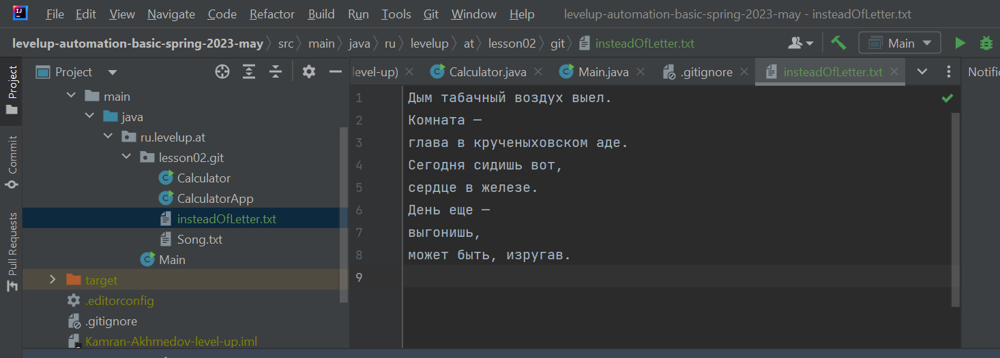 IJ
File Edit View Navigate Code Refactor Build Run Tools Git Window Help levelup-automation-basic-spring-2023-may - insteadOfLetter.txt
levelup-automation-basic-spring-2023-may src main java ru levelup at lesson02 git insteadOfLetter.txt Main
Project
Commit
Pull Requests
Project
main
java
ru.levelup.at
lesson02.git
Calculator
CalculatorApp
insteadOfLetter.txt
Song.txt
Main
target
.editorconfig
.gitignore
Kamran-Akhmedov-level-up.iml
level-up) Calculator.java Main.java .gitignore insteadOfLetter.txt
1 Дым табачный воздух выел.
2 Комната —
3 глава в крученыховском аде.
4 Сегодня сидишь вот,
5 сердце в железе.
6 День еще —
7 выгонишь,
8 может быть, изругав.
9
Notific